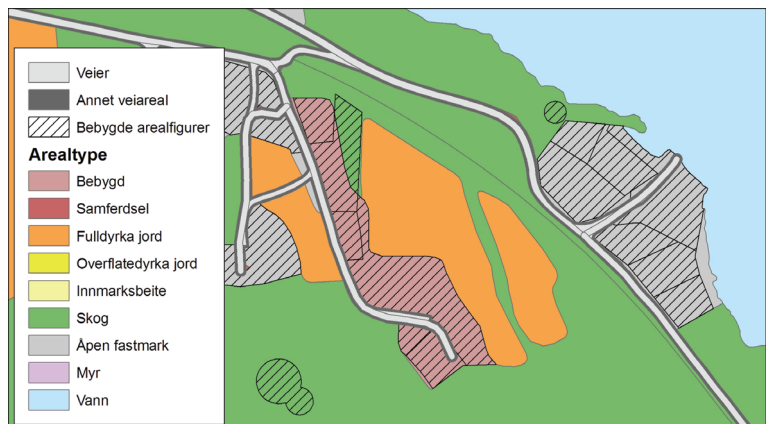 Veier
Annet veiareal
Bebygde arealfigurer
Arealtype
Bebygd
Samferdsel
Fulldyrka jord
Overflatedyrka jord
Innmarksbeite
Skog
Åpen fastmark
Myr
Vann